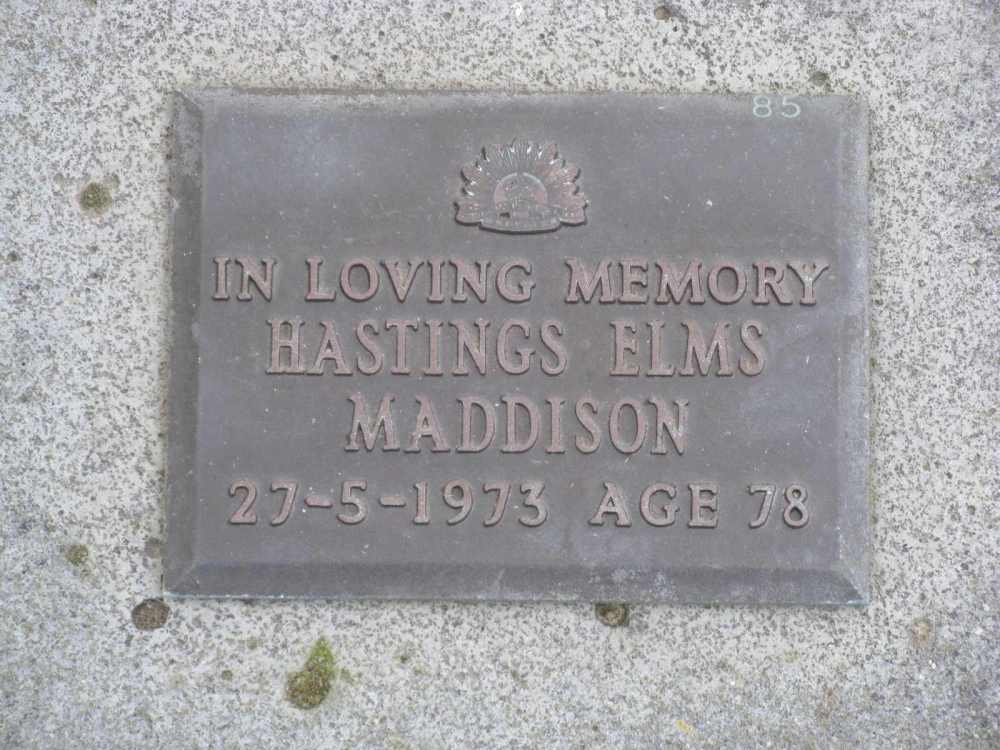 85
IN LOVING MEMORY
HASTINGS ELMS
MADDISON
27-5-1973 AGE 78